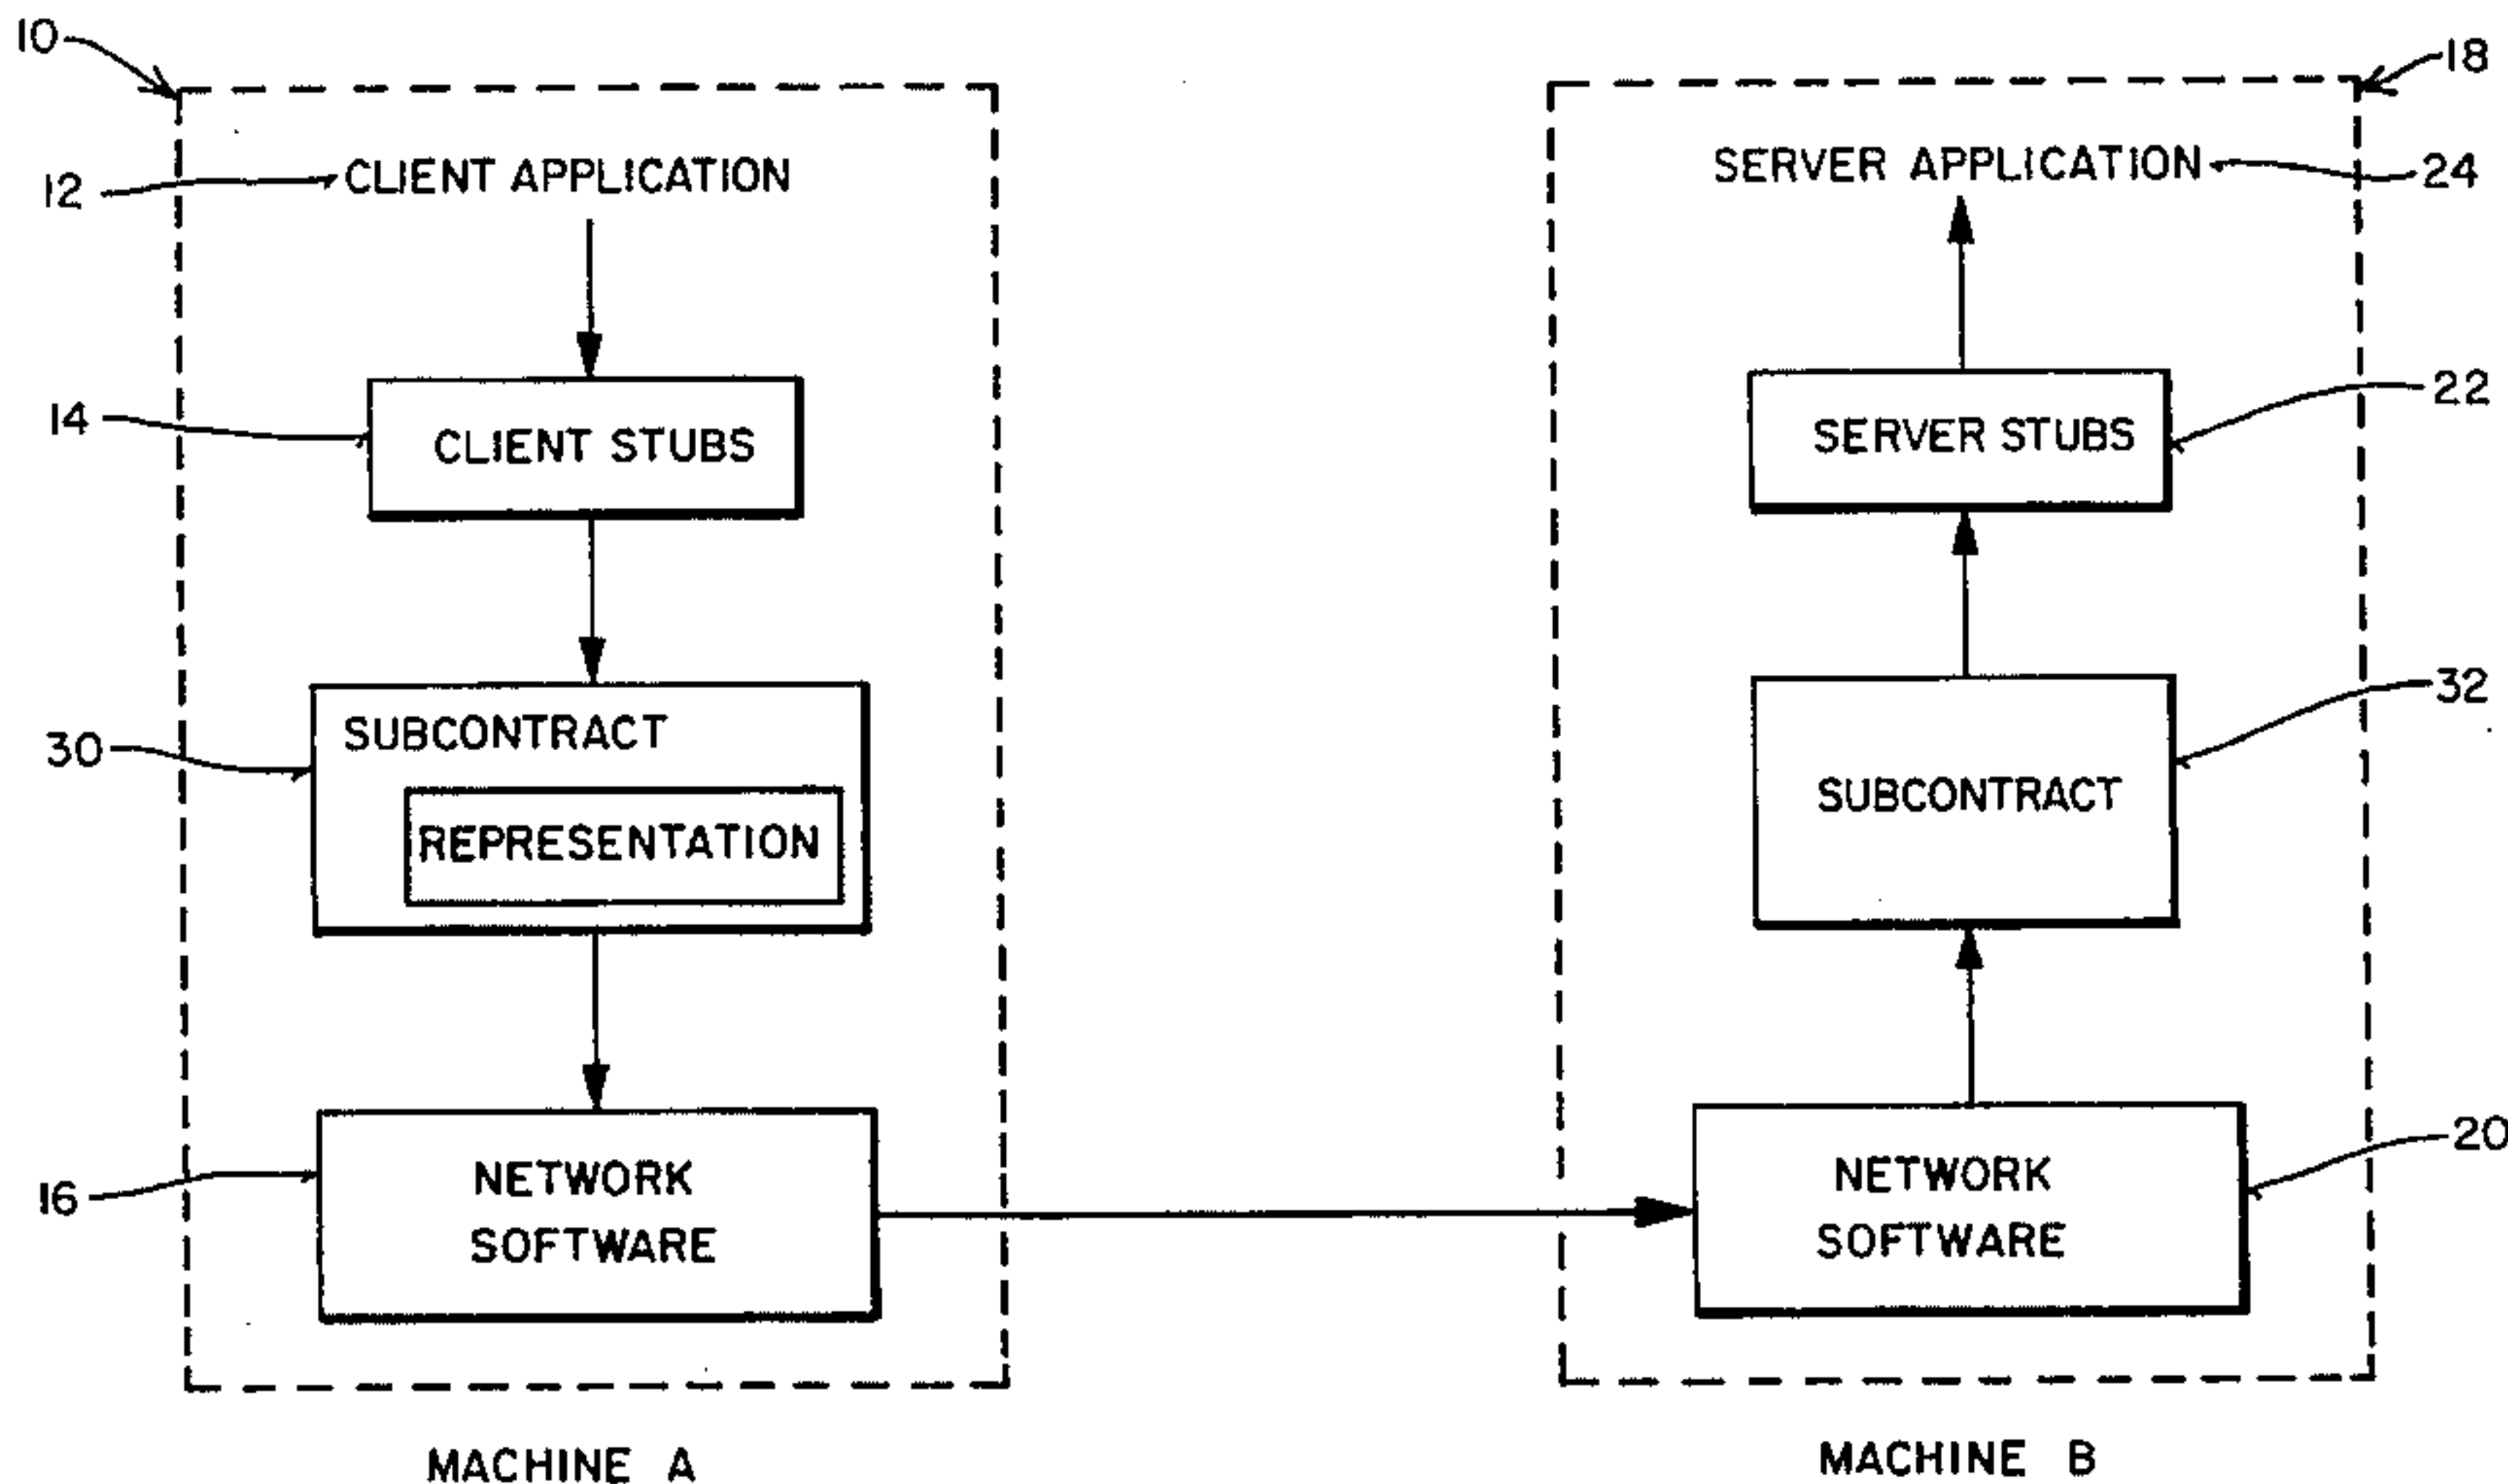 10
18
12
CLIENT APPLICATION
SERVER APPLICATION
24
14
CLIENT STUBS
SERVER STUBS
22
30
SUBCONTRACT
REPRESENTATION
SUBCONTRACT
32
16
NETWORK
SOFTWARE
NETWORK
SOFTWARE
20
MACHINE A
MACHINE B